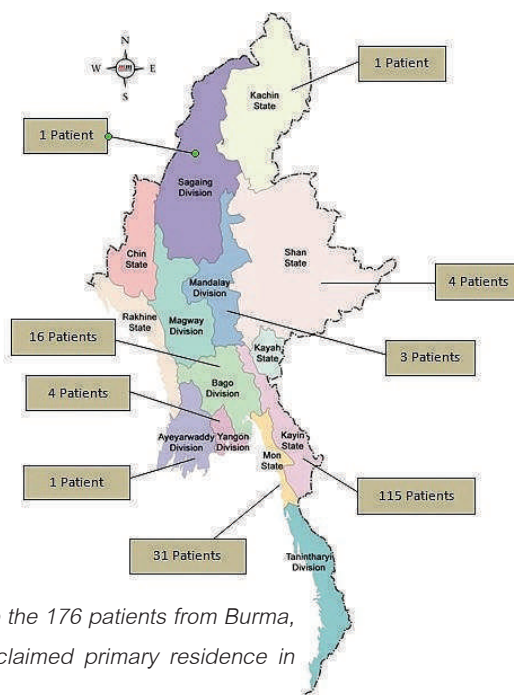 N
W E
S
1 Patient
Kachin
State
1 Patient
Sagaing
Division
Chin
State
Shan
State
Mandalay
Division
4 Patients
Rakhine
State
Magway
Division
16 Patients
Kayah
State
3 Patients
Bago
Division
4 Patients
Ayeyarwaddy
Division
Yangon
Division
Kayin
State
Mon
State
1 Patient
115 Patients
31 Patients
Tanintharyi
Division
the 176 patients from Burma,
claimed primary residence in